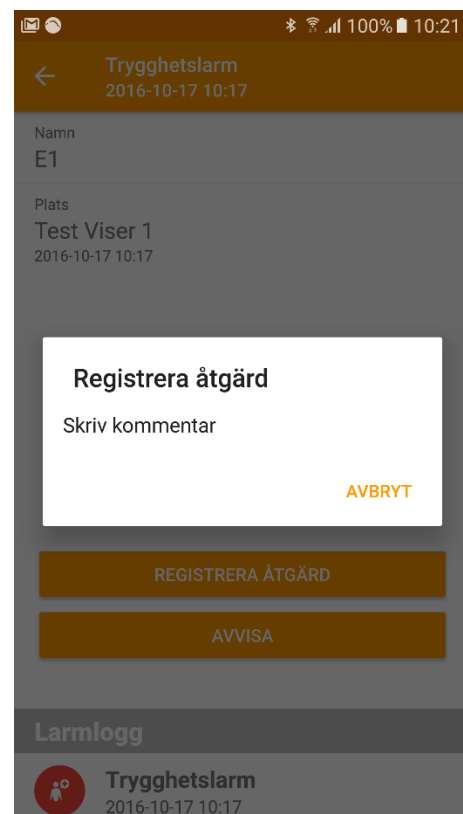 100% 10:21
Trygghetslarm
2016-10-17 10:17
Namn
E1
Plats
Test Viser 1
2016-10-17 10:17
Registrera åtgärd
Skriv kommentar
AVBRYT
REGISTRERA ÅTGÄRD
AVVISA
Larmlogg
Trygghetslarm
2016-10-17 10:17